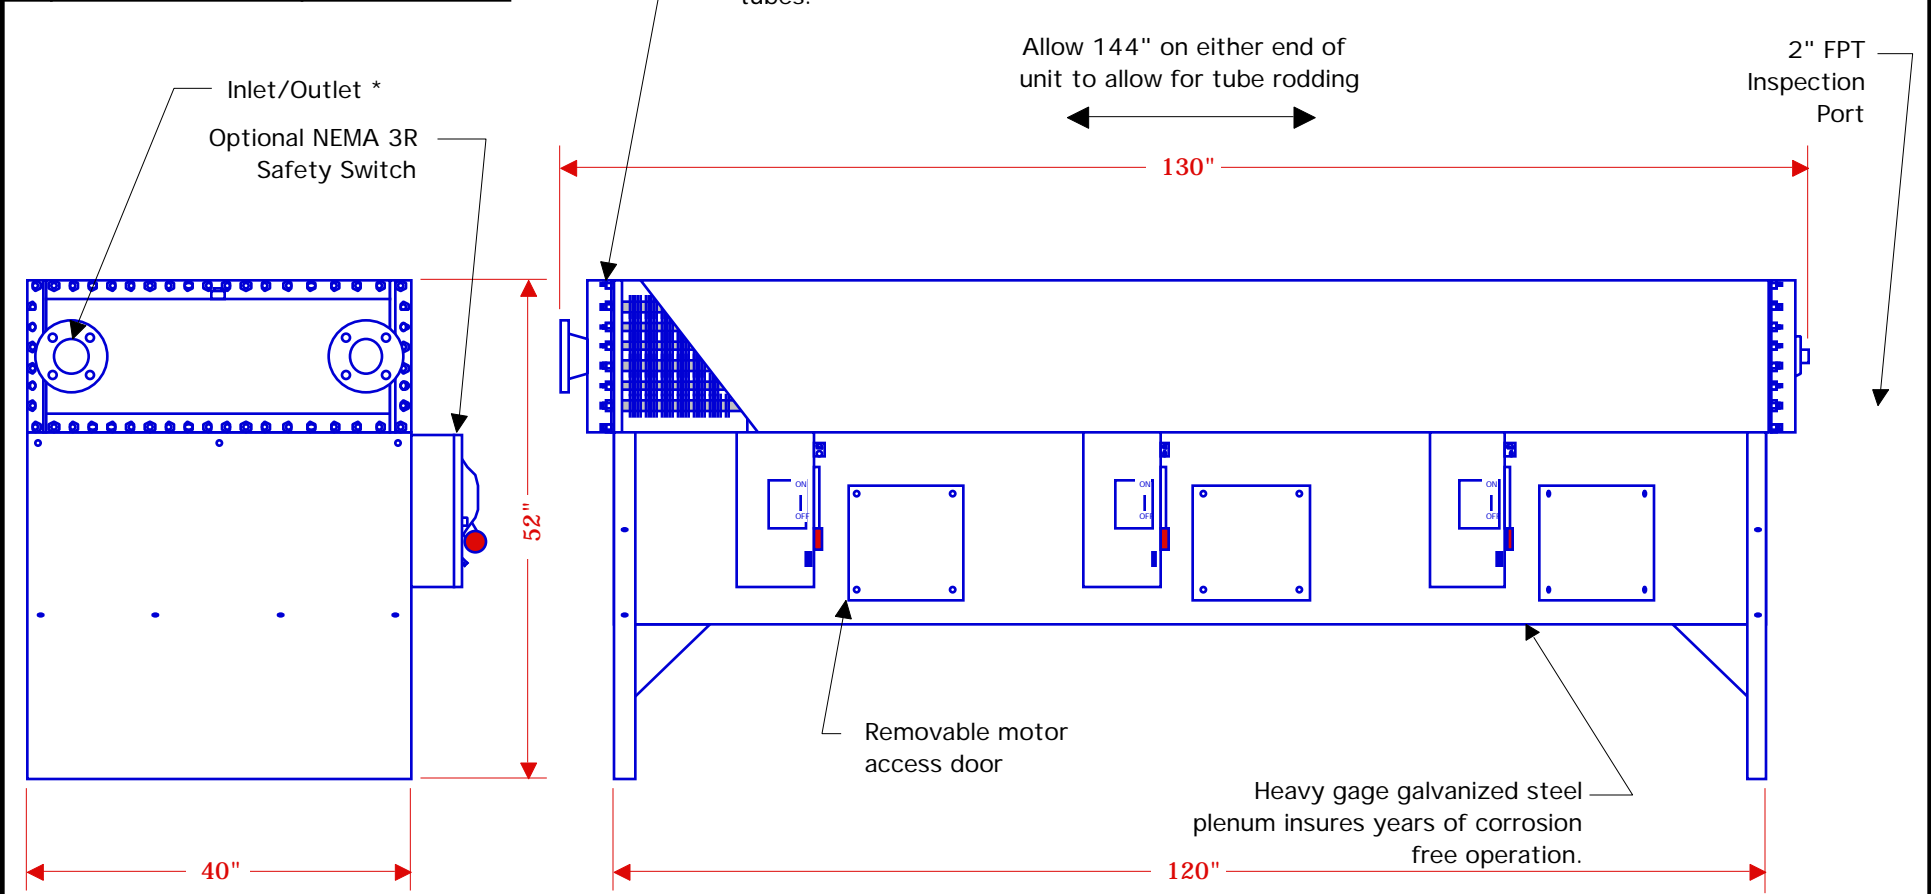 tubes.
Allow 144" on either end of
unit to allow for tube rodding
2" FPT
Inspection
Port
Inlet/Outlet *
Optional NEMA 3R
Safety Switch
130"
52"
ON
OFF
ON
OFF
ON
OFF
Removable motor
access door
Heavy gage galvanized steel
plenum insures years of corrosion
free operation.
40"
120"